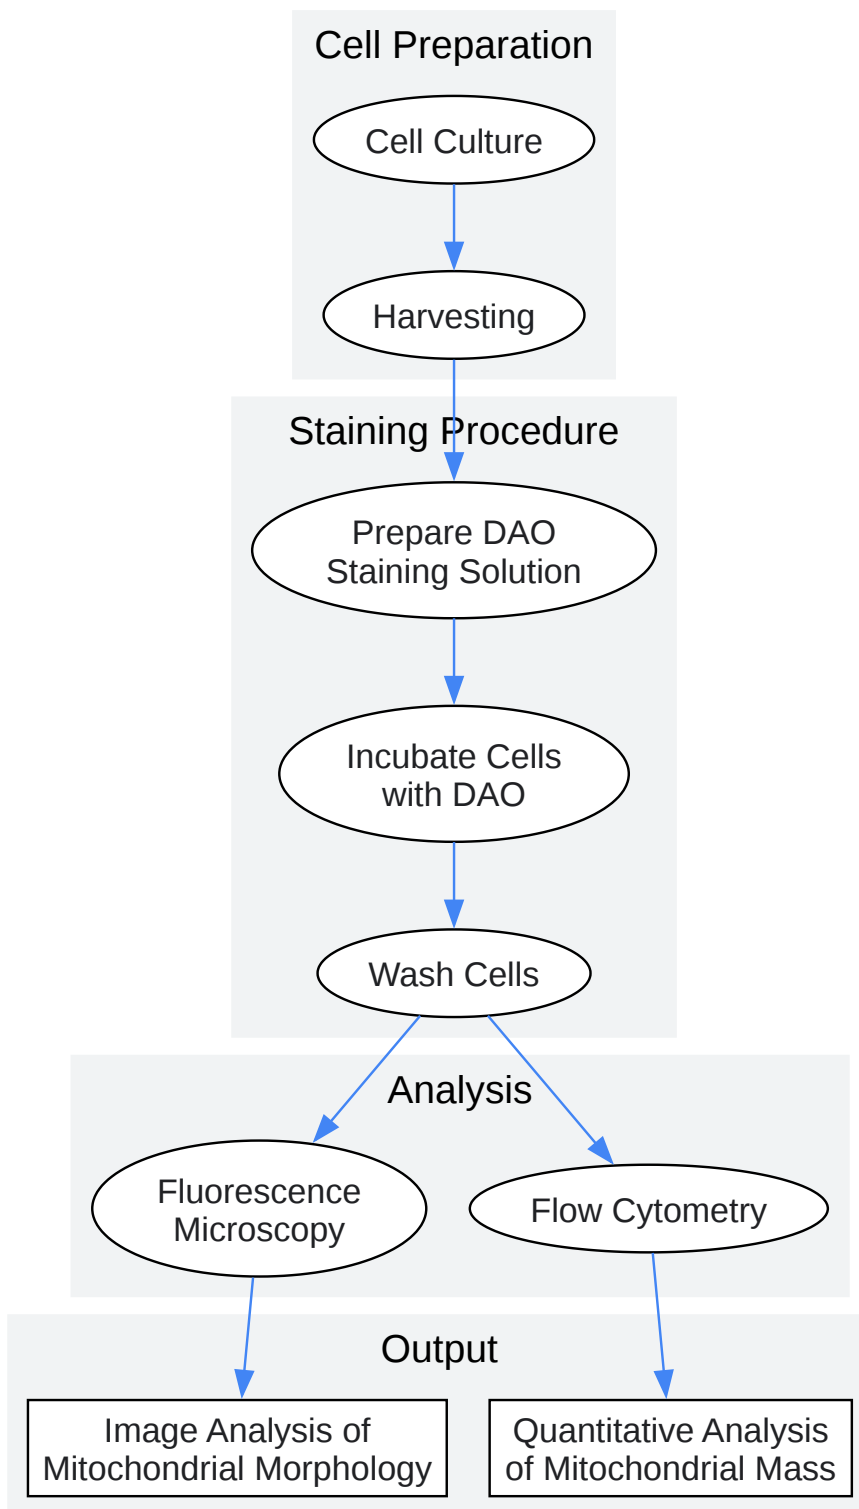 Cell Preparation
Cell Culture
Harvesting
Staining Procedure
Prepare DAO
Staining Solution
Incubate Cells
with DAO
Wash Cells
Analysis
Fluorescence
Microscopy
Flow Cytometry
Output
Image Analysis of
Mitochondrial Morphology
Quantitative Analysis
of Mitochondrial Mass